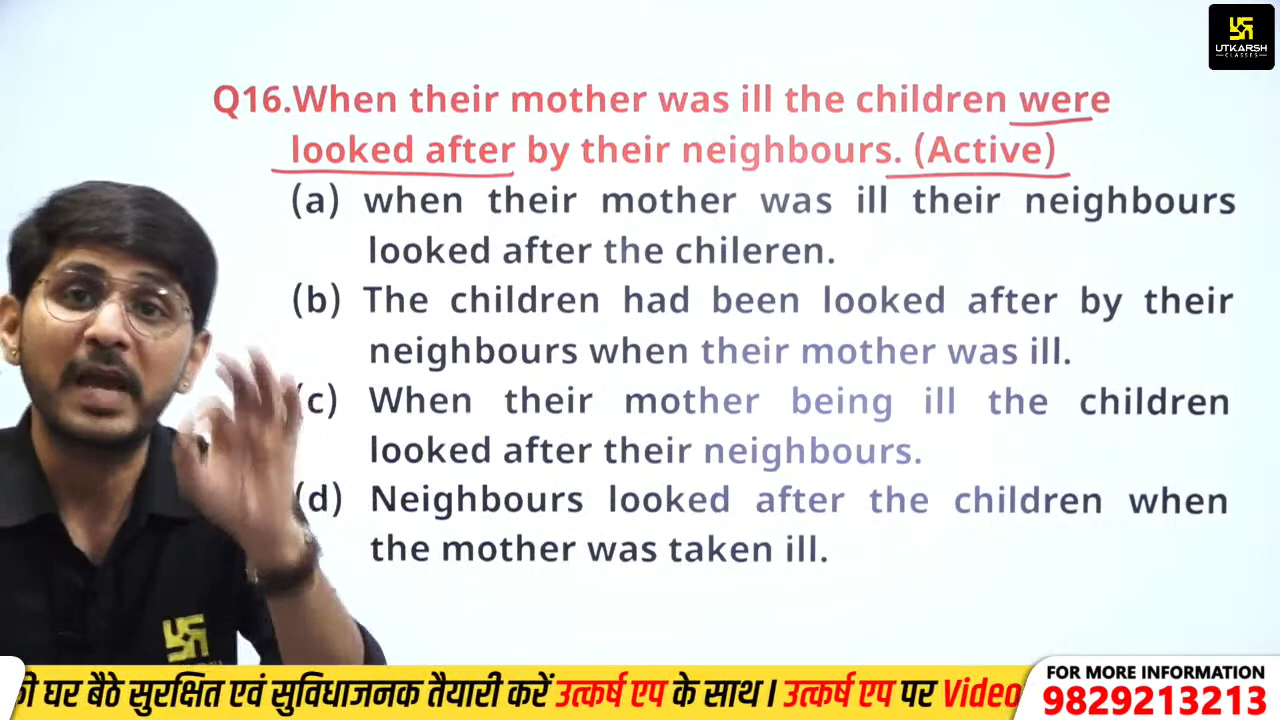 UTKARSH
CLASSES
Q16.When their mother was ill the children were
looked after by their neighbours. (Active)
(a) when their mother was ill their neighbours
looked after the chileren.
(b) The children had been looked after by their
neighbours when their mother was ill.
(c) When their mother being ill the children
looked after their neighbours.
(d) Neighbours looked after the children when
the mother was taken ill.
घर बैठे सुरक्षित एवं सुविधाजनक तैयारी करें उत्कर्ष एप के साथ। उत्कर्ष एप पर Video
FOR MORE INFORMATION
9829213213